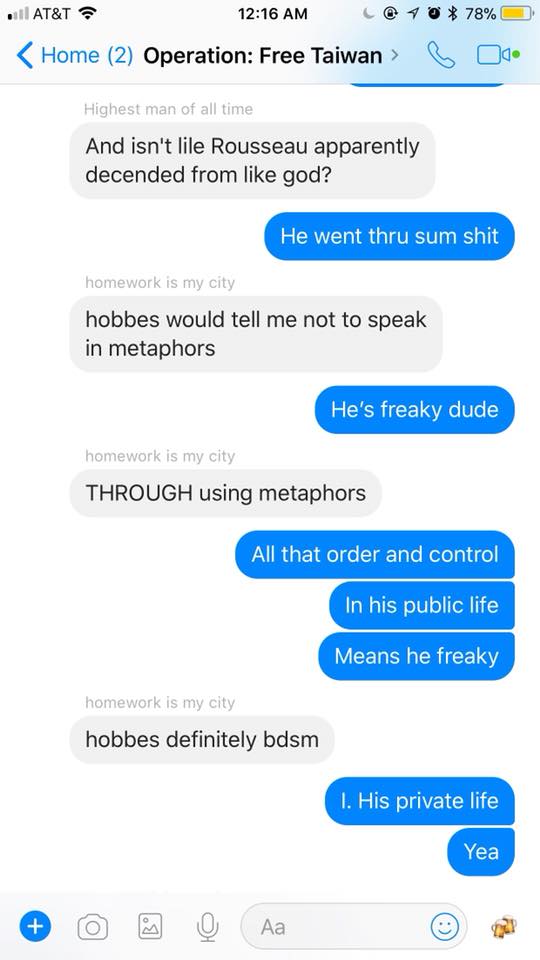 AT&T 12:16 AM 78%
Home (2) Operation: Free Taiwan
Highest man of all time
And isn't lile Rousseau apparently
decended from like god?
He went thru sum shit
homework is my city
hobbes would tell me not to speak
in metaphors
He's freaky dude
homework is my city
THROUGH using metaphors
All that order and control
In his public life
Means he freaky
homework is my city
hobbes definitely bdsm
I. His private life
Yea
Aa